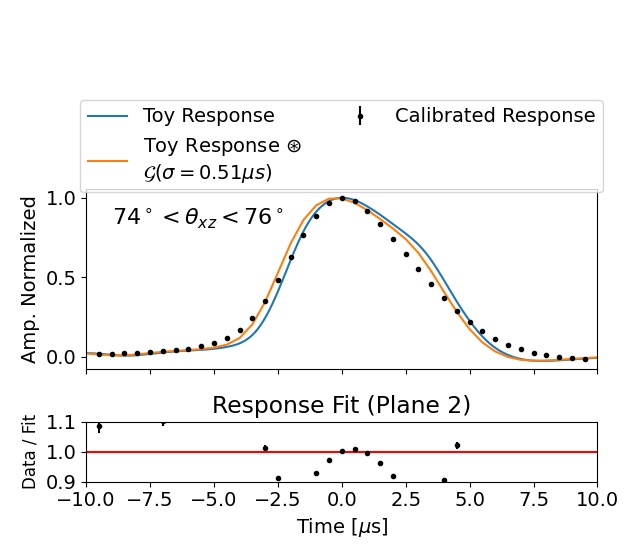 Toy Response
Calibrated Response
Toy Response ⊛
𝒢(σ = 0.51μs)
1.0
74° < θxz < 76°
0.5
0.0
Amp. Normalized
Response Fit (Plane 2)
1.1
1.0
0.9
Data / Fit
−10.0 −7.5 −5.0 −2.5 0.0 2.5 5.0 7.5 10.0
Time [μs]